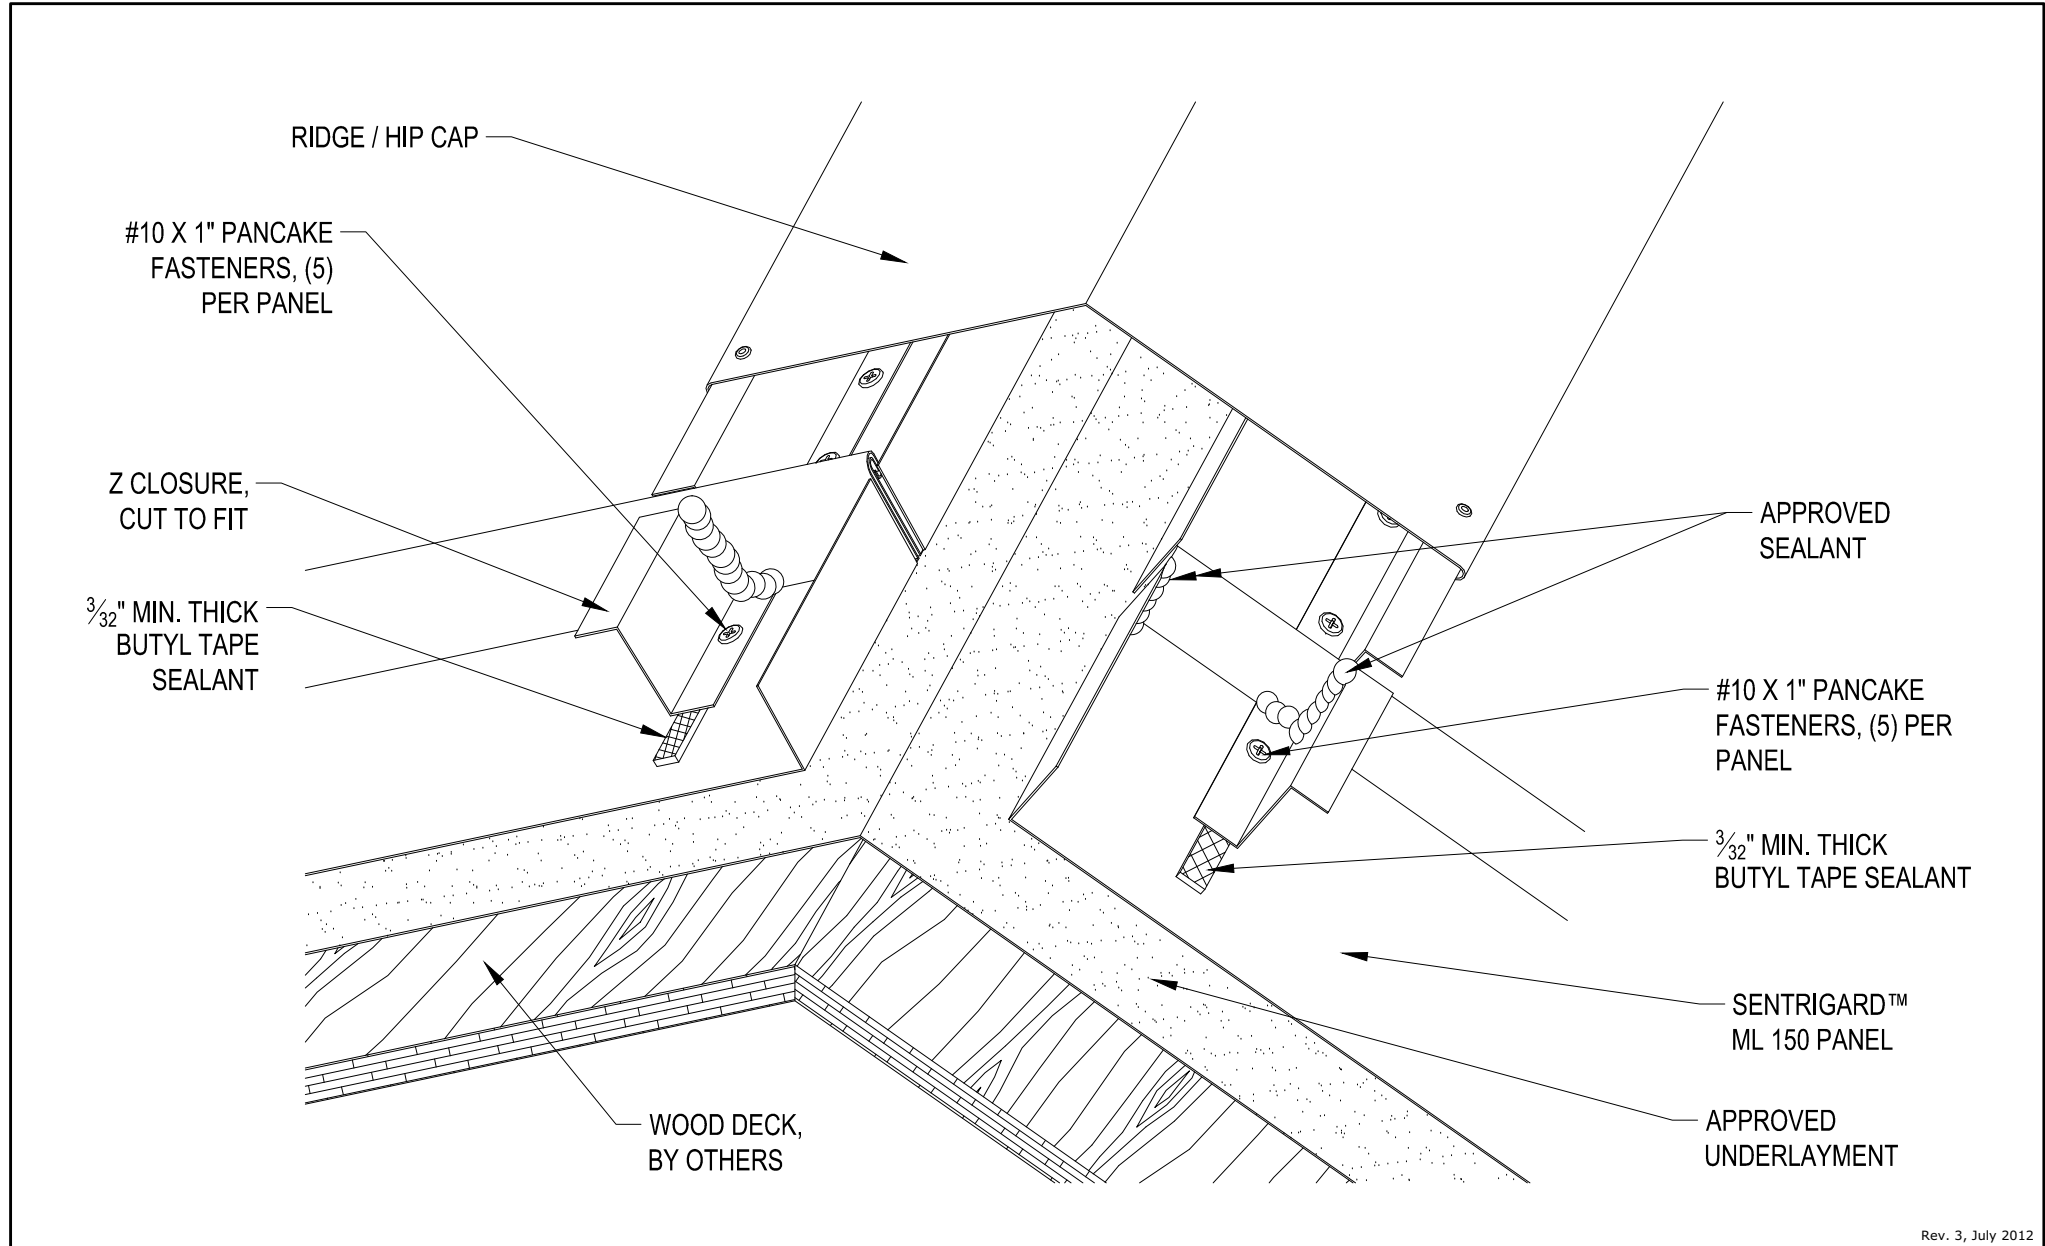 RIDGE / HIP CAP
#10 X 1" PANCAKE
FASTENERS, (5)
PER PANEL
Z CLOSURE,
CUT TO FIT
3/32" MIN. THICK
BUTYL TAPE
SEALANT
APPROVED
SEALANT
#10 X 1" PANCAKE
FASTENERS, (5) PER
PANEL
3/32" MIN. THICK
BUTYL TAPE SEALANT
SENTRIGARD™
ML 150 PANEL
APPROVED
UNDERLAYMENT
WOOD DECK,
BY OTHERS
Rev. 3, July 2012